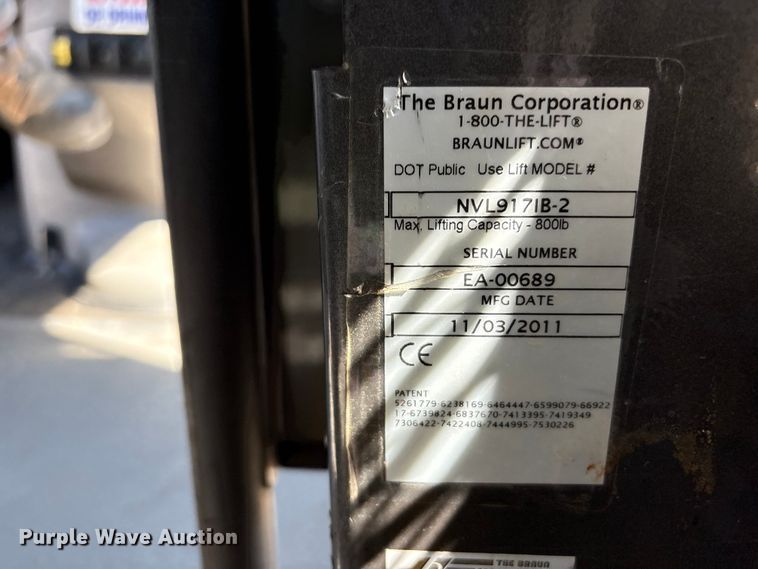 The Braun Corporation®
1-800-THE-LIFT®
BRAUNLIFT.COM®
DOT Public Use Lift MODEL #
NVL917IB-2
Max. Lifting Capacity - 800lb
SERIAL NUMBER
EA-00689
MFG DATE
11/03/2011
CE
PATENT
5261779-6238169-6464447-6599079-66922
17-6739824-6837670-7413395-7419349
7306422-7422408-7444995-7530226
THE BRAUN
Purple Wave Auction®